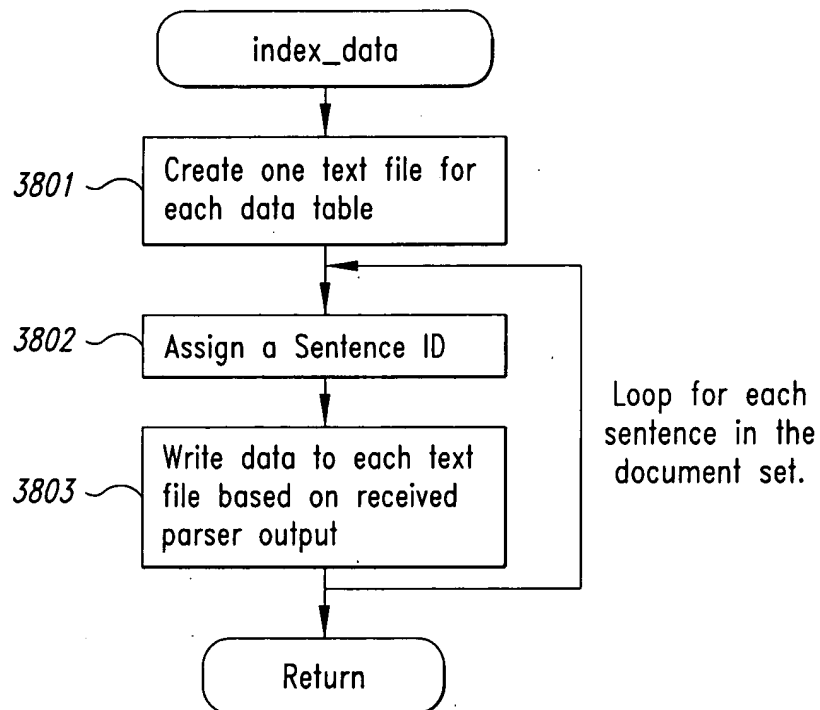 index_data
3801
Create one text file for
each data table
3802
Assign a Sentence ID
Loop for each
sentence in the
document set.
3803
Write data to each text
file based on received
parser output
Return